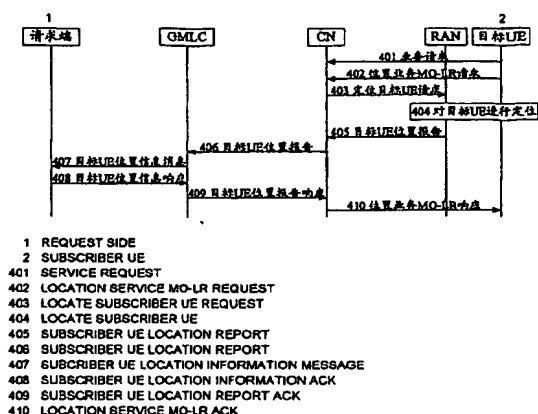 1
2
请求端
GMLC
CN
RAN
目标UE
401 业务请求
402 位置业务MO-LR请求
403 定位目标UE请求
404 对目标UE进行定位
405 目标UE位置报告
406 目标UE位置报告
407 目标UE位置信息消息
408 目标UE位置信息响应
409 目标UE位置报告响应
410 位置业务MO-LR响应
1 REQUEST SIDE
2 SUBSCRIBER UE
401 SERVICE REQUEST
402 LOCATION SERVICE MO-LR REQUEST
403 LOCATE SUBSCRIBER UE REQUEST
404 LOCATE SUBSCRIBER UE
405 SUBSCRIBER UE LOCATION REPORT
406 SUBSCRIBER UE LOCATION REPORT
407 SUBCRIBER UE LOCATION INFORMATION MESSAGE
408 SUBSCRIBER UE LOCATION INFORMATION ACK
409 SUBSCRIBER UE LOCATION REPORT ACK
410 LOCATION SERVICE MO-LR ACK